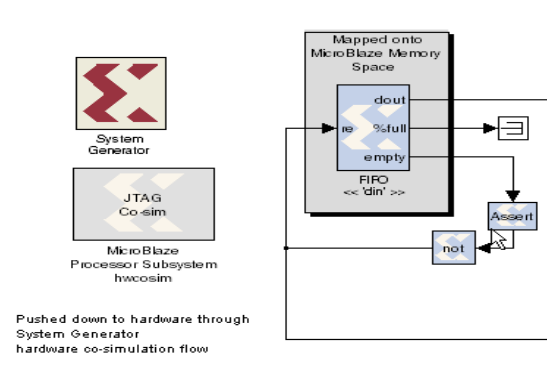 Mapped onto
MicroBlaze Memory
Space
dout
re
%full
empty
FIFO
<< 'din' >>
System
Generator
JTAG
Co-sim
MicroBlaze
Processor Subsystem
hwcosim
Assert
not
Pushed down to hardware through
System Generator
hardware co-simulation flow